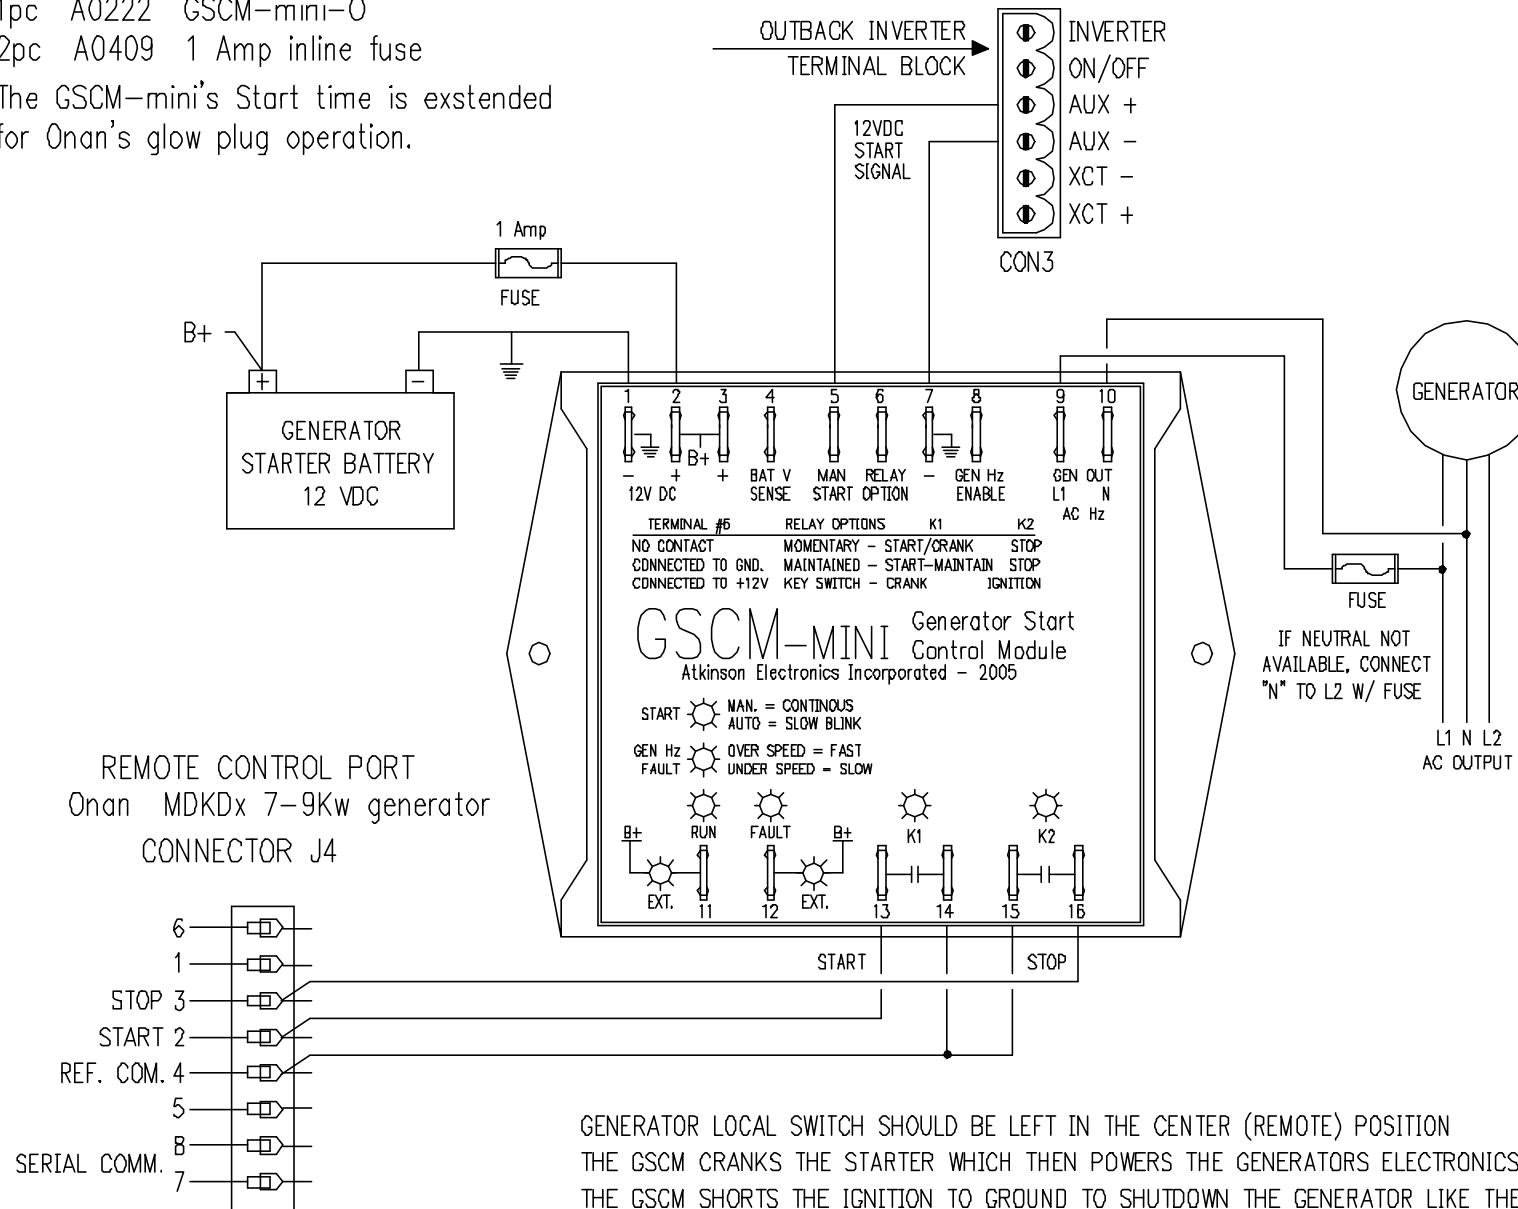 1pc A0222 GSCM-mini-O
2pc A0409 1 Amp inline fuse
The GSCM-mini's Start time is exstended
for Onan's glow plug operation.
OUTBACK INVERTER
TERMINAL BLOCK
INVERTER
ON/OFF
AUX +
AUX -
XCT -
XCT +
CON3
12VDC
START
SIGNAL
1 Amp
FUSE
B+
+
-
GENERATOR
STARTER BATTERY
12 VDC
GENERATOR
1 2 3 4 5 6 7 8 9 10
B+
- + + BAT V MAN RELAY - GEN Hz GEN OUT
12V DC SENSE START OPTION ENABLE L1 N
AC Hz
TERMINAL #6 RELAY OPTIONS K1 K2
NO CONTACT MOMENTARY - START/CRANK STOP
CONNECTED TO GND. MAINTAINED - START-MAINTAIN STOP
CONNECTED TO +12V KEY SWITCH - CRANK IGNITION
GSCM-MINI Generator Start
Control Module
Atkinson Electronics Incorporated - 2005
START MAN. = CONTINOUS
AUTO = SLOW BLINK
GEN Hz OVER SPEED = FAST
FAULT UNDER SPEED = SLOW
B+ RUN FAULT B+ K1 K2
EXT. 11 12 EXT. 13 14 15 16
FUSE
IF NEUTRAL NOT
AVAILABLE, CONNECT
"N" TO L2 W/ FUSE
L1 N L2
AC OUTPUT
START STOP
REMOTE CONTROL PORT
Onan MDKDx 7-9Kw generator
CONNECTOR J4
6
1
STOP 3
START 2
REF. COM. 4
5
8
SERIAL COMM.
7
GENERATOR LOCAL SWITCH SHOULD BE LEFT IN THE CENTER (REMOTE) POSITION
THE GSCM CRANKS THE STARTER WHICH THEN POWERS THE GENERATORS ELECTRONICS
THE GSCM SHORTS THE IGNITION TO GROUND TO SHUTDOWN THE GENERATOR LIKE THE